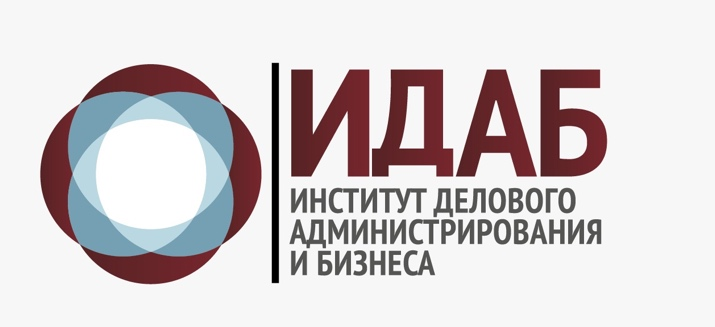 ИДАБ
ИНСТИТУТ ДЕЛОВОГО
АДМИНИСТРИРОВАНИЯ
И БИЗНЕСА